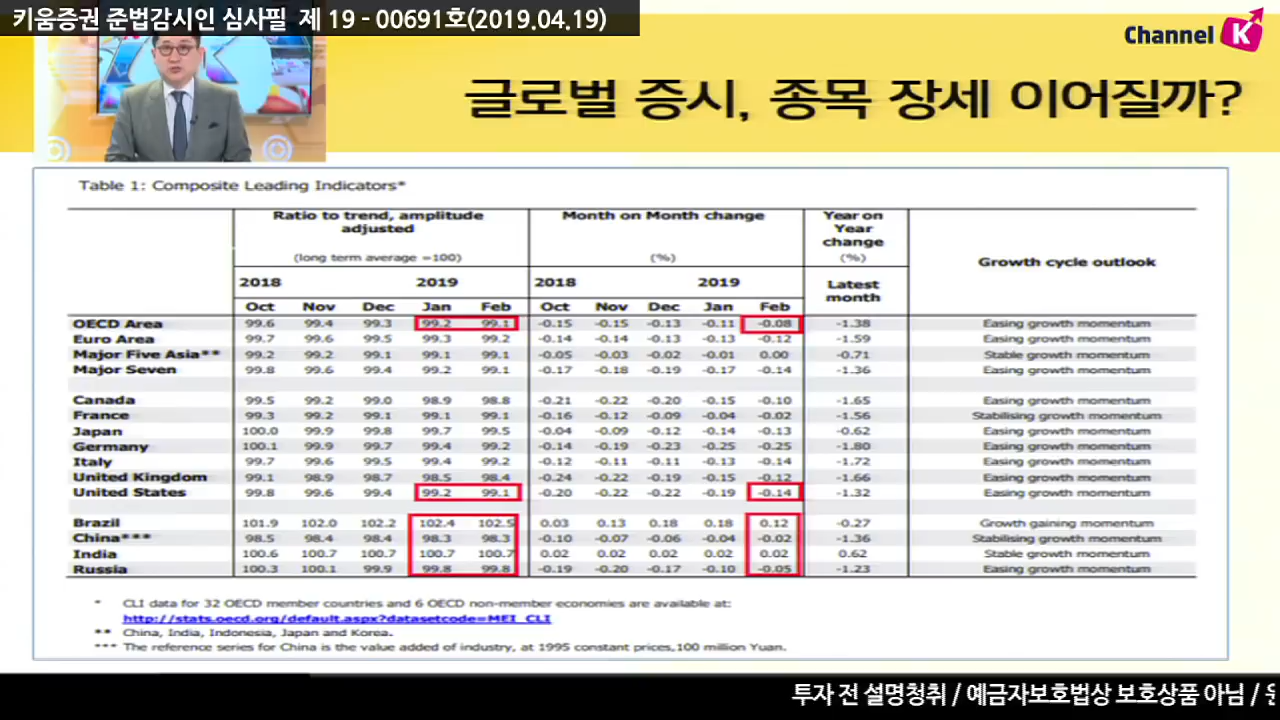 키움증권 준법감시인 심사필 제 19 - 00691호(2019.04.19)
Channel K
글로벌 증시, 종목 장세 이어질까?
Table 1: Composite Leading Indicators*
Ratio to trend, amplitude adjusted Month on Month change Year on Year change
(long term average =100) (%) (%) Growth cycle outlook
2018 2019 2018 2019 Latest month
Oct Nov Dec Jan Feb Oct Nov Dec Jan Feb
OECD Area 99.6 99.4 99.3 99.2 99.1 -0.15 -0.15 -0.13 -0.11 -0.08 -1.38 Easing growth momentum
Euro Area 99.7 99.6 99.5 99.3 99.2 -0.14 -0.14 -0.13 -0.13 -0.12 -1.59 Easing growth momentum
Major Five Asia** 99.2 99.2 99.1 99.1 99.1 -0.05 -0.03 -0.02 -0.01 0.00 -0.71 Stable growth momentum
Major Seven 99.8 99.6 99.4 99.2 99.1 -0.17 -0.18 -0.19 -0.17 -0.14 -1.36 Easing growth momentum
Canada 99.5 99.2 99.0 98.9 98.8 -0.21 -0.22 -0.20 -0.15 -0.10 -1.65 Easing growth momentum
France 99.3 99.2 99.1 99.1 99.1 -0.16 -0.12 -0.09 -0.04 -0.02 -1.56 Stabilising growth momentum
Japan 100.0 99.9 99.8 99.7 99.5 -0.04 -0.09 -0.12 -0.14 -0.13 -0.62 Easing growth momentum
Germany 100.1 99.9 99.7 99.4 99.2 -0.14 -0.19 -0.23 -0.25 -0.25 -1.80 Easing growth momentum
Italy 99.7 99.6 99.5 99.4 99.2 -0.12 -0.11 -0.11 -0.13 -0.14 -1.72 Easing growth momentum
United Kingdom 99.1 98.9 98.7 98.5 98.4 -0.24 -0.22 -0.19 -0.15 -0.12 -1.66 Easing growth momentum
United States 99.8 99.6 99.4 99.2 99.1 -0.20 -0.22 -0.22 -0.19 -0.14 -1.32 Easing growth momentum
Brazil 101.9 102.0 102.2 102.4 102.5 0.03 0.13 0.18 0.18 0.12 -0.27 Growth gaining momentum
China*** 98.5 98.4 98.4 98.3 98.3 -0.10 -0.07 -0.06 -0.04 -0.02 -1.36 Stabilising growth momentum
India 100.6 100.7 100.7 100.7 100.7 0.02 0.02 0.02 0.02 0.02 0.62 Stable growth momentum
Russia 100.3 100.1 99.9 99.8 99.8 -0.19 -0.20 -0.17 -0.10 -0.05 -1.23 Easing growth momentum
* CLI data for 32 OECD member countries and 6 OECD non-member economies are available at:
http://stats.oecd.org/default.aspx?datasetcode=MEI_CLI
** China, India, Indonesia, Japan and Korea.
*** The reference series for China is the value added of industry, at 1995 constant prices,100 million Yuan.
투자 전 설명청취 / 예금자보호법상 보호상품 아님 /